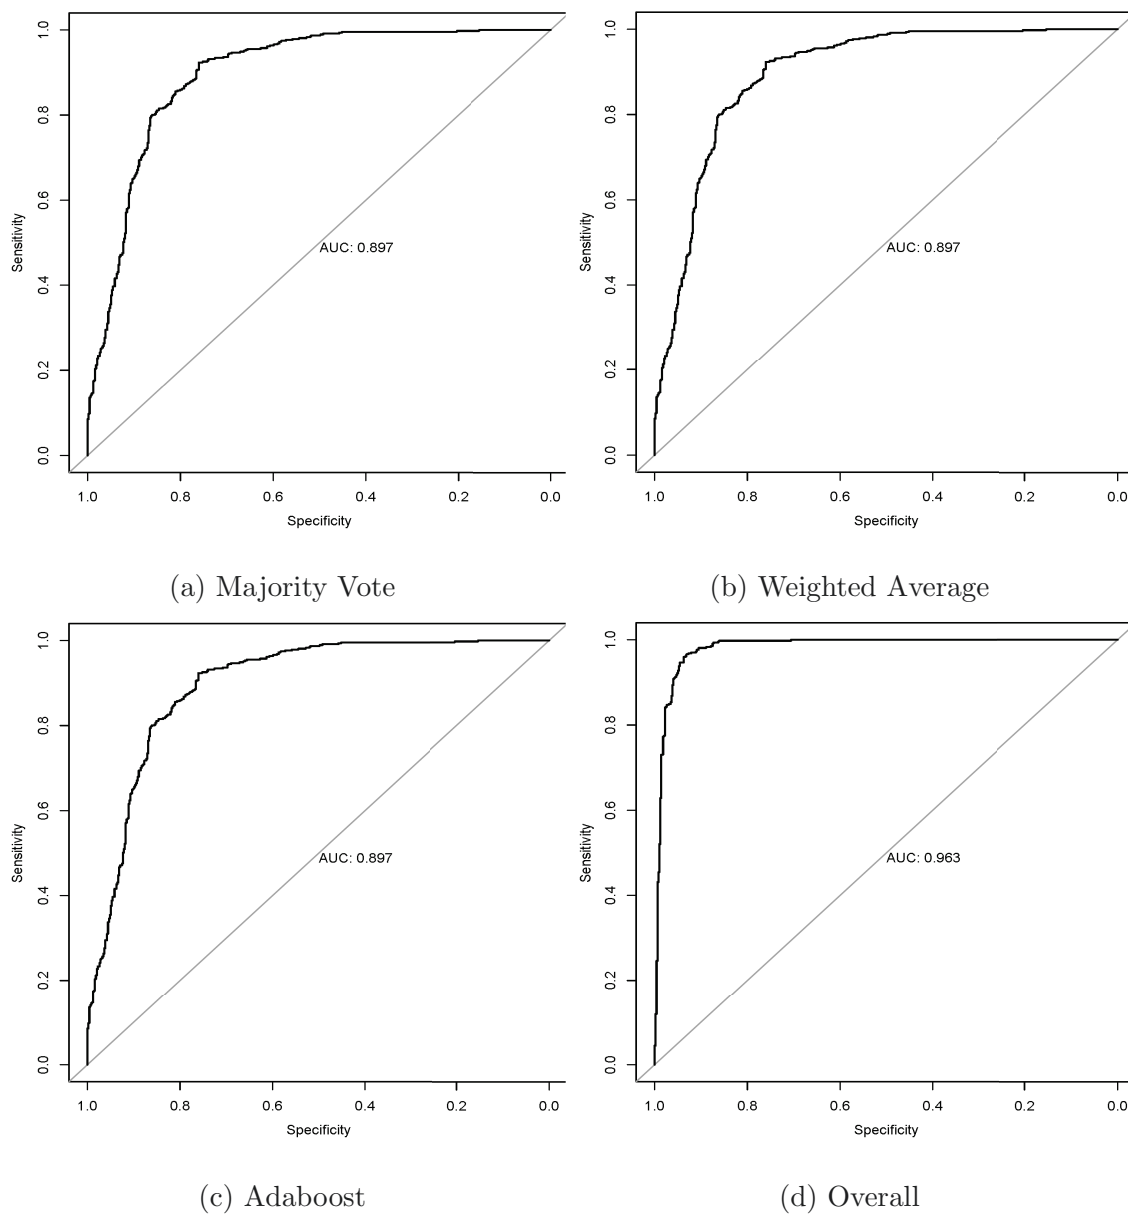 1.0
0.8
0.6
0.4
0.2
0.0
Sensitivity
AUC: 0.897
1.0 0.8 0.6 0.4 0.2 0.0
Specificity
(a) Majority Vote
1.0
0.8
0.6
0.4
0.2
0.0
Sensitivity
AUC: 0.897
1.0 0.8 0.6 0.4 0.2 0.0
Specificity
(b) Weighted Average
1.0
0.8
0.6
0.4
0.2
0.0
Sensitivity
AUC: 0.897
1.0 0.8 0.6 0.4 0.2 0.0
Specificity
(c) Adaboost
1.0
0.8
0.6
0.4
0.2
0.0
Sensitivity
AUC: 0.963
1.0 0.8 0.6 0.4 0.2 0.0
Specificity
(d) Overall